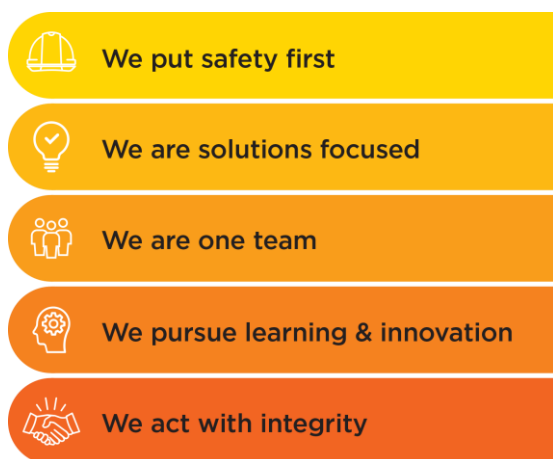 We put safety first
We are solutions focused
We are one team
We pursue learning & innovation
We act with integrity